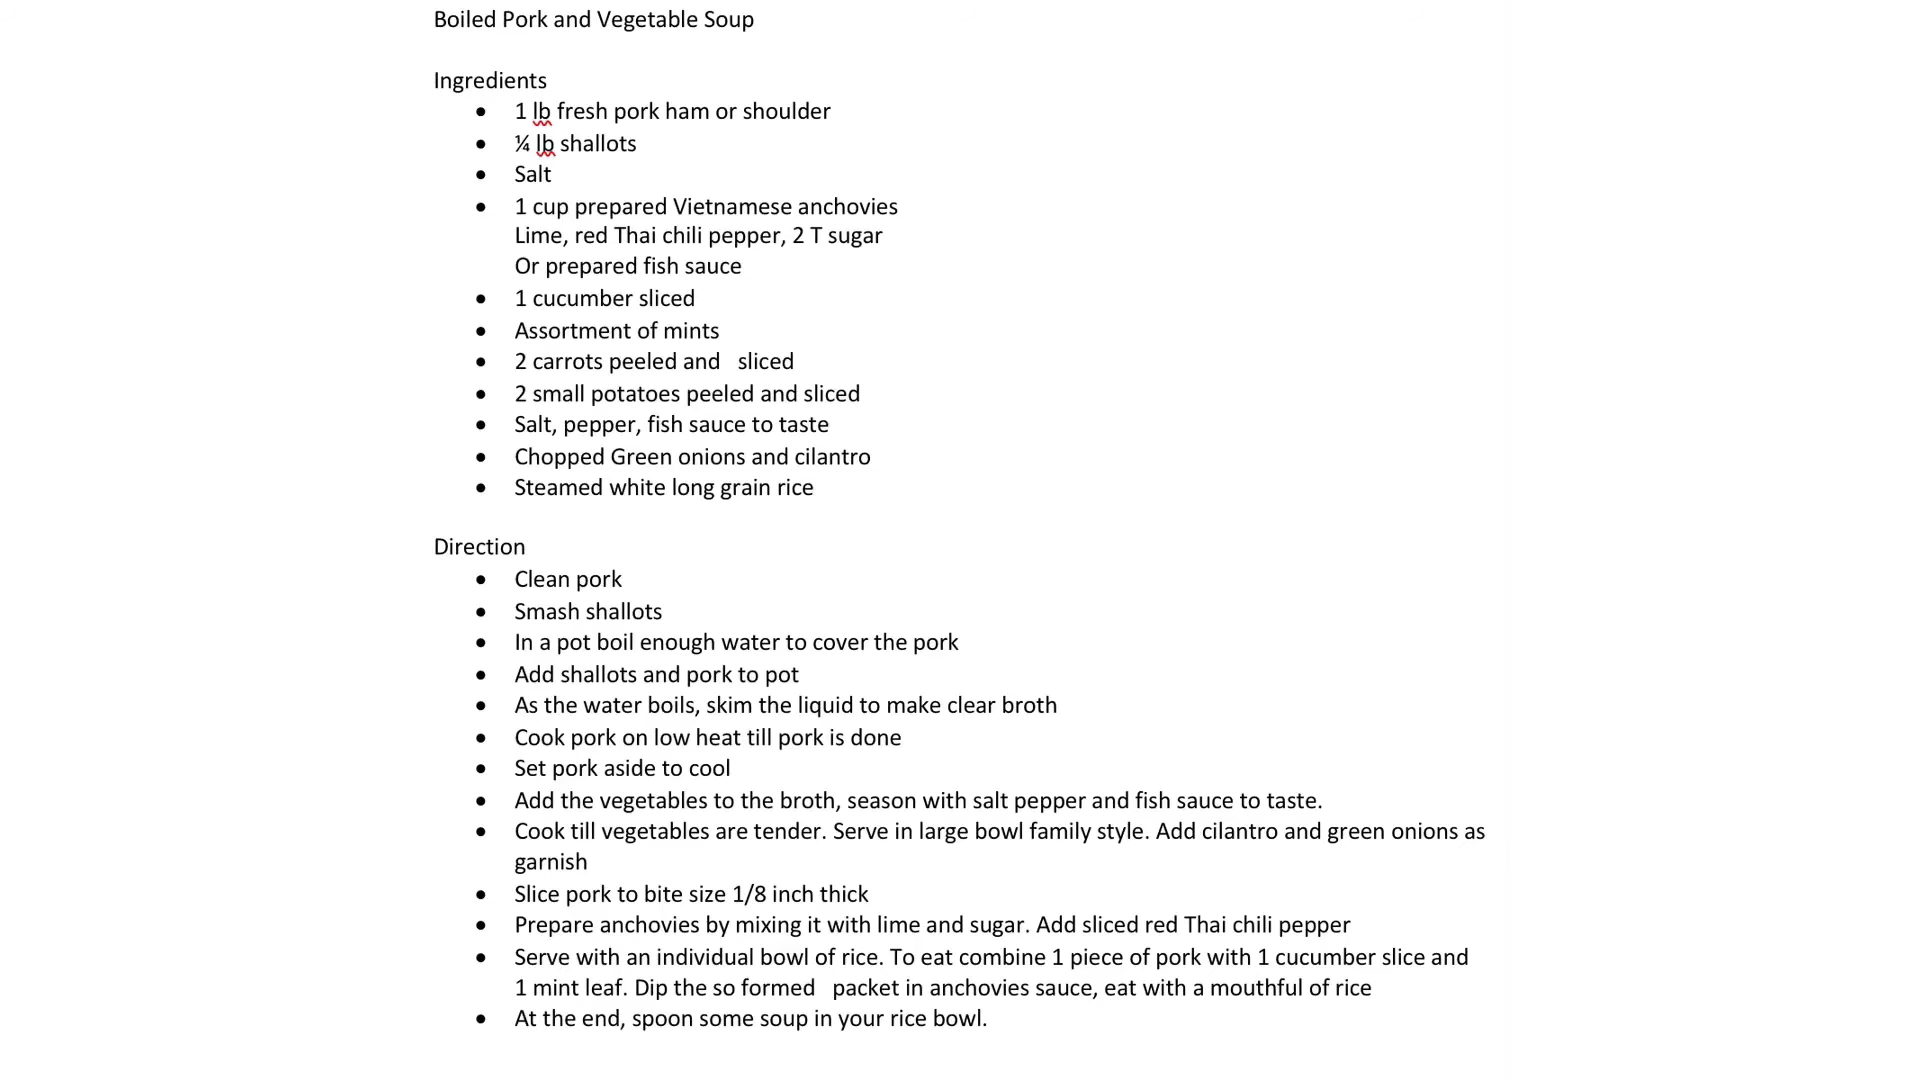 Boiled Pork and Vegetable Soup
Ingredients
• 1 lb fresh pork ham or shoulder
• ¼ lb shallots
• Salt
• 1 cup prepared Vietnamese anchovies
Lime, red Thai chili pepper, 2 T sugar
Or prepared fish sauce
• 1 cucumber sliced
• Assortment of mints
• 2 carrots peeled and   sliced
• 2 small potatoes peeled and sliced
• Salt, pepper, fish sauce to taste
• Chopped Green onions and cilantro
• Steamed white long grain rice
Direction
• Clean pork
• Smash shallots
• In a pot boil enough water to cover the pork
• Add shallots and pork to pot
• As the water boils, skim the liquid to make clear broth
• Cook pork on low heat till pork is done
• Set pork aside to cool
• Add the vegetables to the broth, season with salt pepper and fish sauce to taste.
• Cook till vegetables are tender. Serve in large bowl family style. Add cilantro and green onions as
garnish
• Slice pork to bite size 1/8 inch thick
• Prepare anchovies by mixing it with lime and sugar. Add sliced red Thai chili pepper
• Serve with an individual bowl of rice. To eat combine 1 piece of pork with 1 cucumber slice and
1 mint leaf. Dip the so formed   packet in anchovies sauce, eat with a mouthful of rice
• At the end, spoon some soup in your rice bowl.